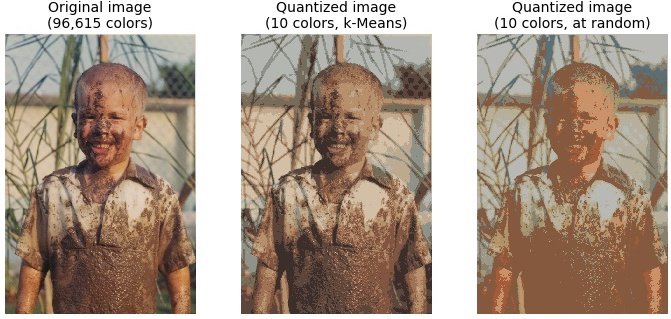 Original image
(96,615 colors)
Quantized image
(10 colors, k-Means)
Quantized image
(10 colors, at random)